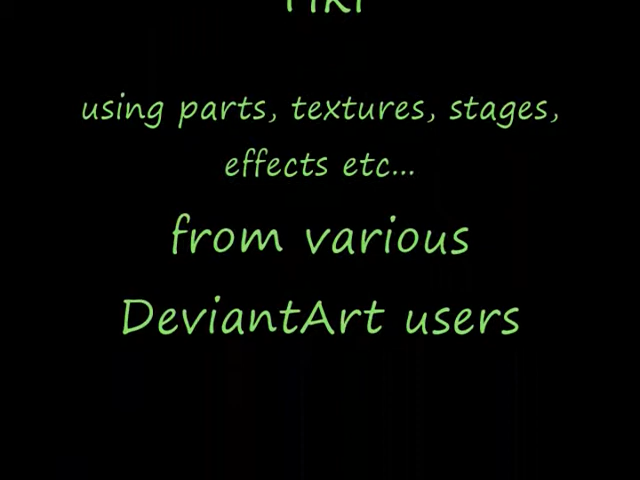 using parts, textures, stages,
effects etc...
from various
DeviantArt users